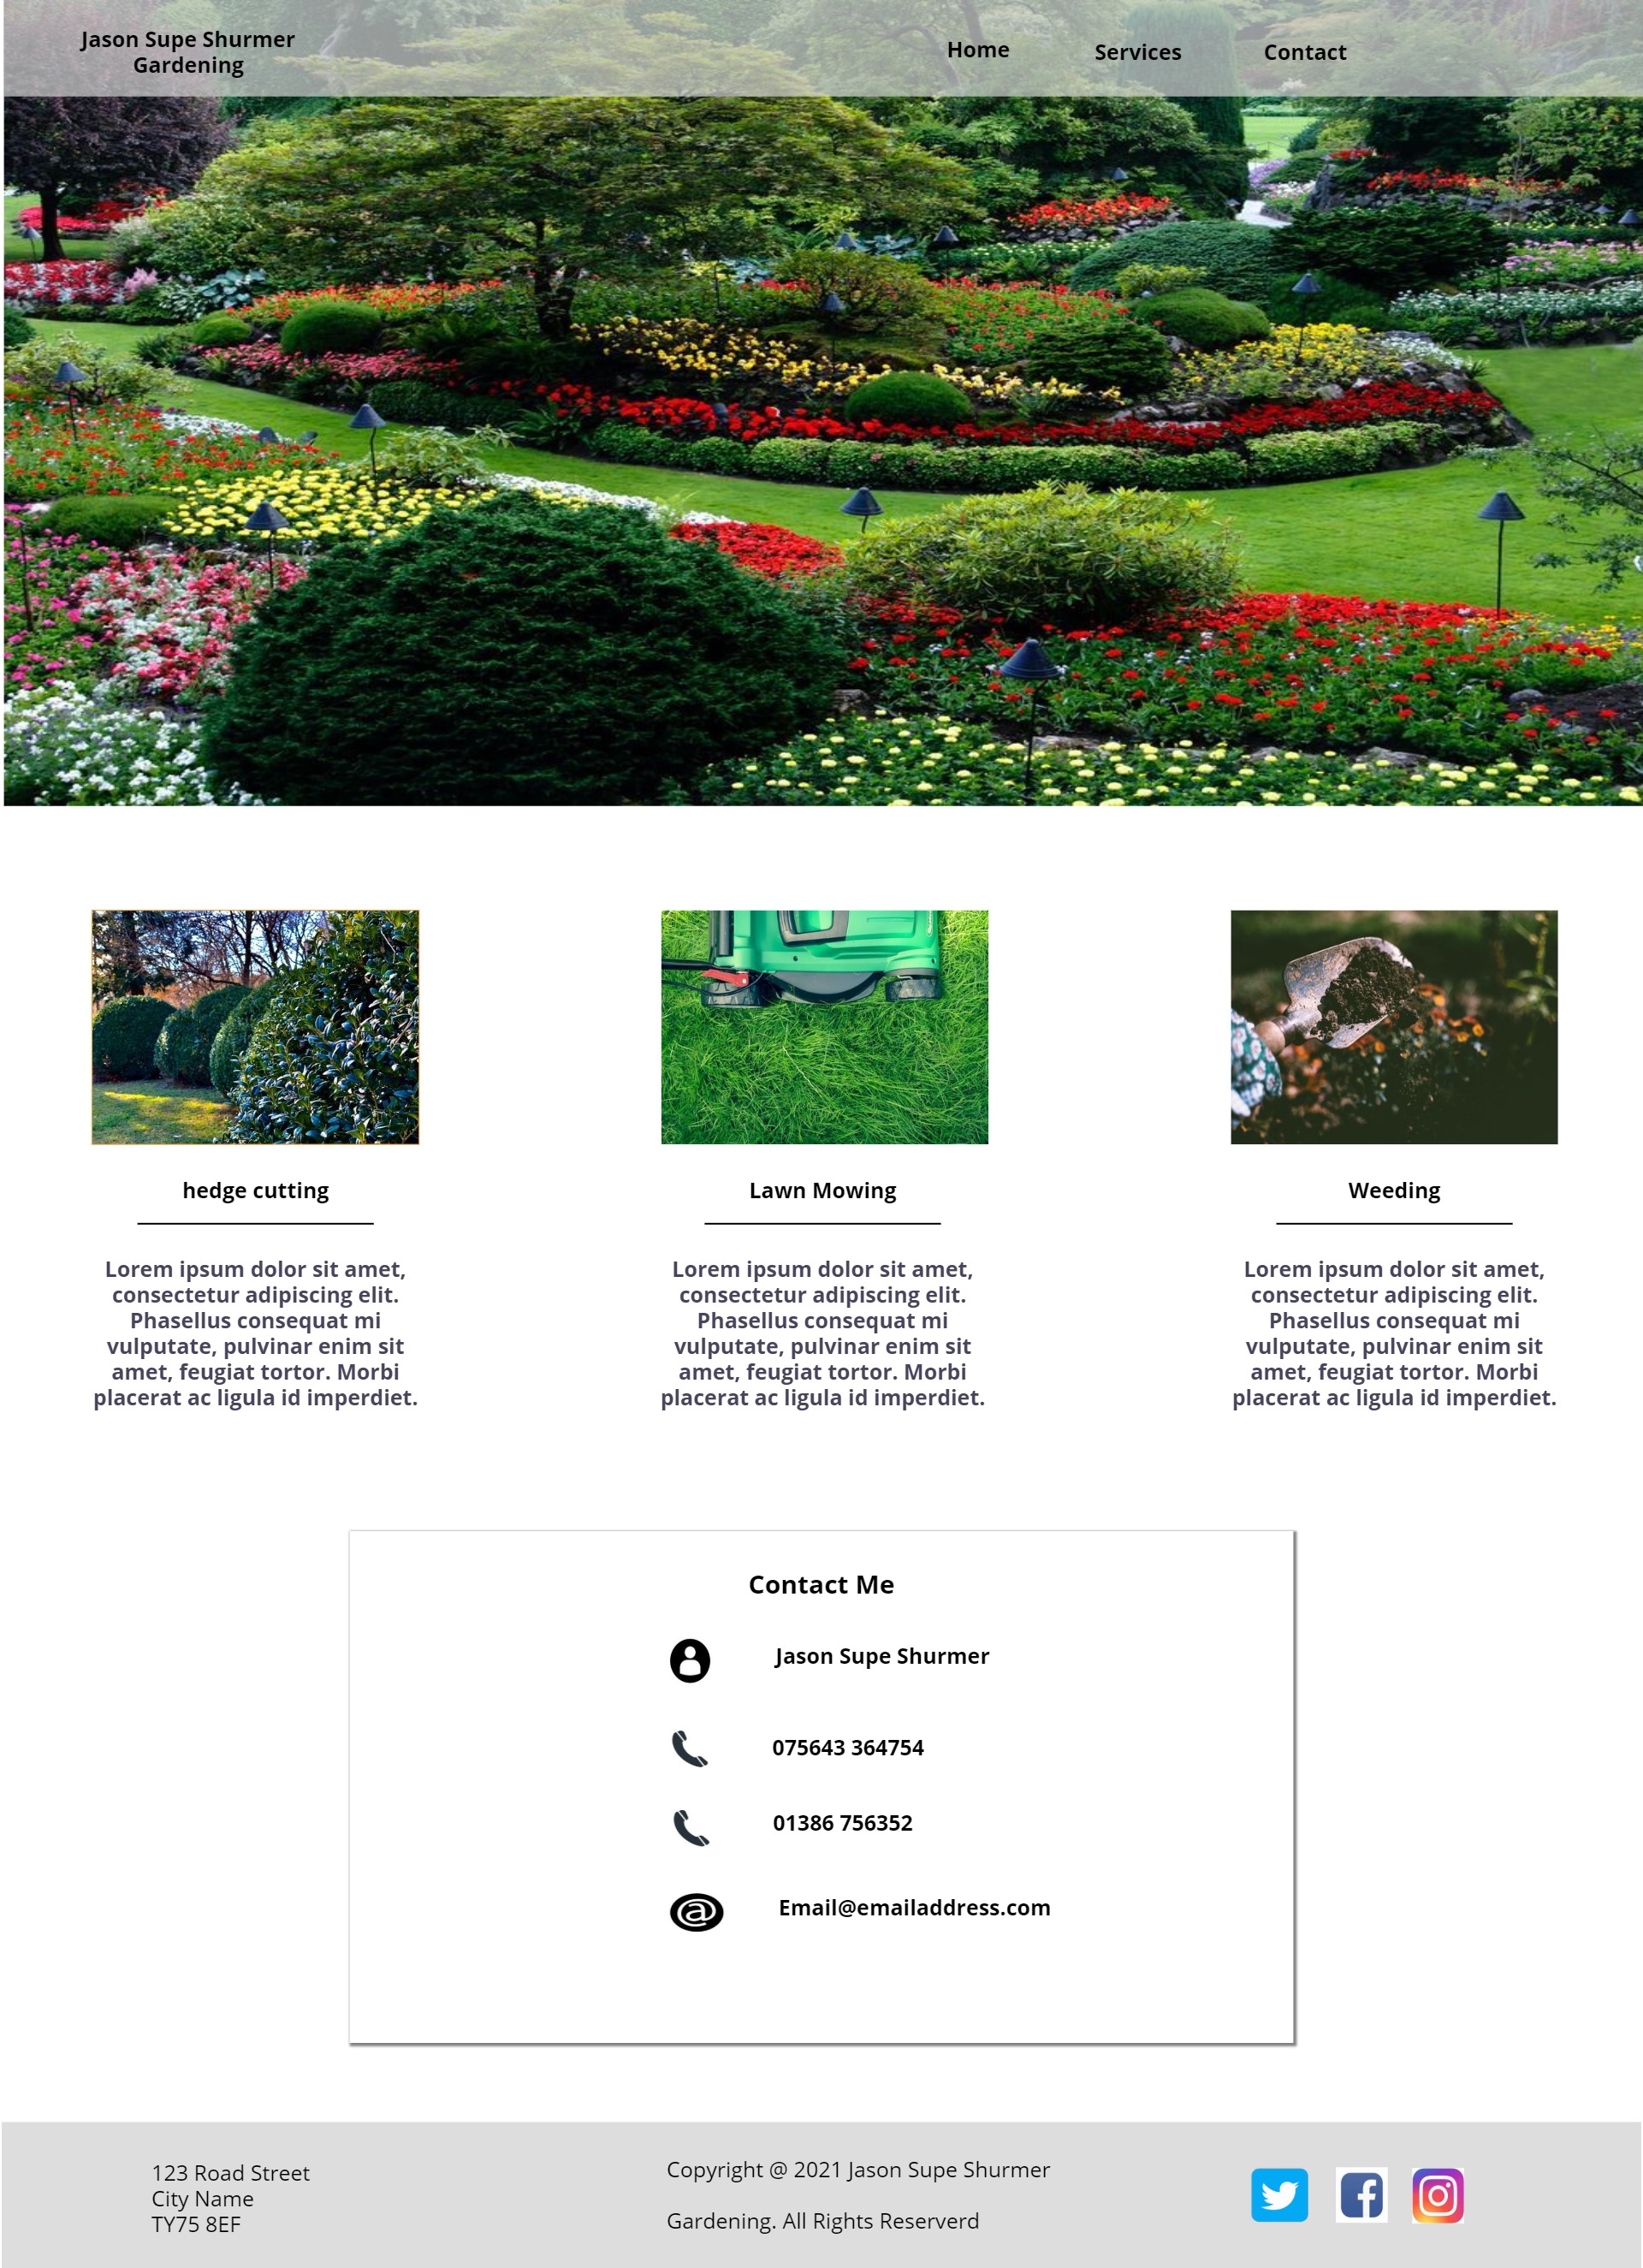 Jason Supe Shurmer
Gardening
Home
Services
Contact
hedge cutting
Lorem ipsum dolor sit amet,
consectetur adipiscing elit.
Phasellus consequat mi
vulputate, pulvinar enim sit
amet, feugiat tortor. Morbi
placerat ac ligula id imperdiet.
Lawn Mowing
Lorem ipsum dolor sit amet,
consectetur adipiscing elit.
Phasellus consequat mi
vulputate, pulvinar enim sit
amet, feugiat tortor. Morbi
placerat ac ligula id imperdiet.
Weeding
Lorem ipsum dolor sit amet,
consectetur adipiscing elit.
Phasellus consequat mi
vulputate, pulvinar enim sit
amet, feugiat tortor. Morbi
placerat ac ligula id imperdiet.
Contact Me
Jason Supe Shurmer
075643 364754
01386 756352
Email@emailaddress.com
123 Road Street
City Name
TY75 8EF
Copyright @ 2021 Jason Supe Shurmer
Gardening. All Rights Reserverd